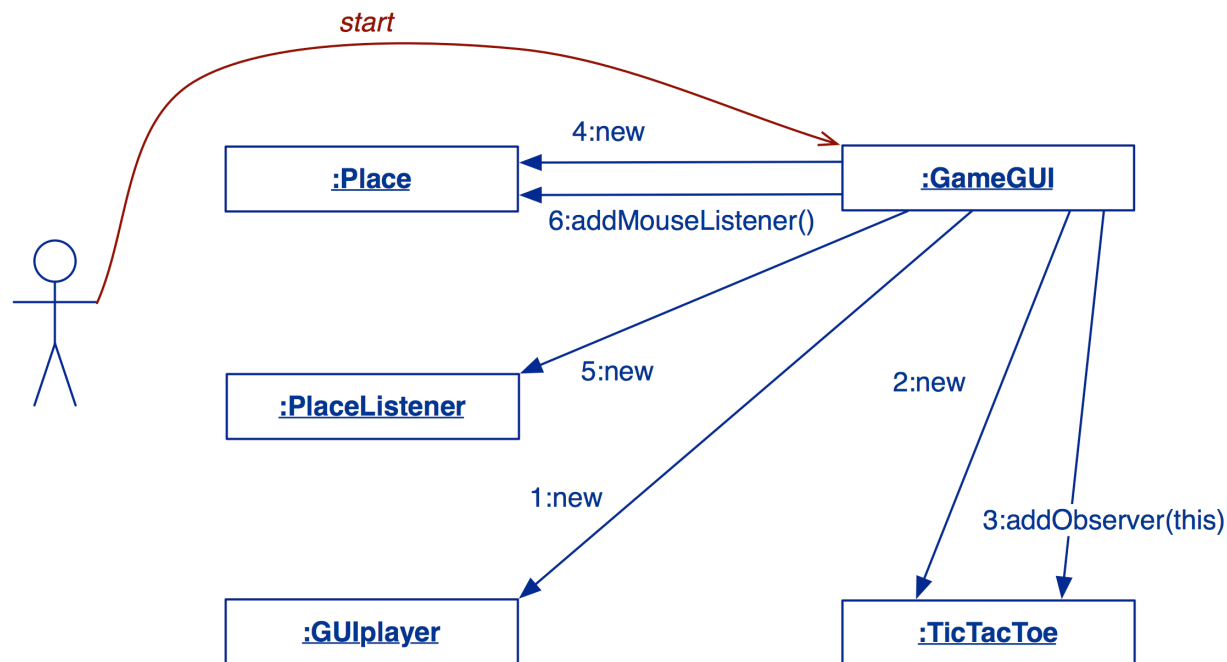 start
4:new
:Place
:GameGUI
6:addMouseListener()
5:new
2:new
:PlaceListener
1:new
3:addObserver(this)
:GUIplayer
:TicTacToe